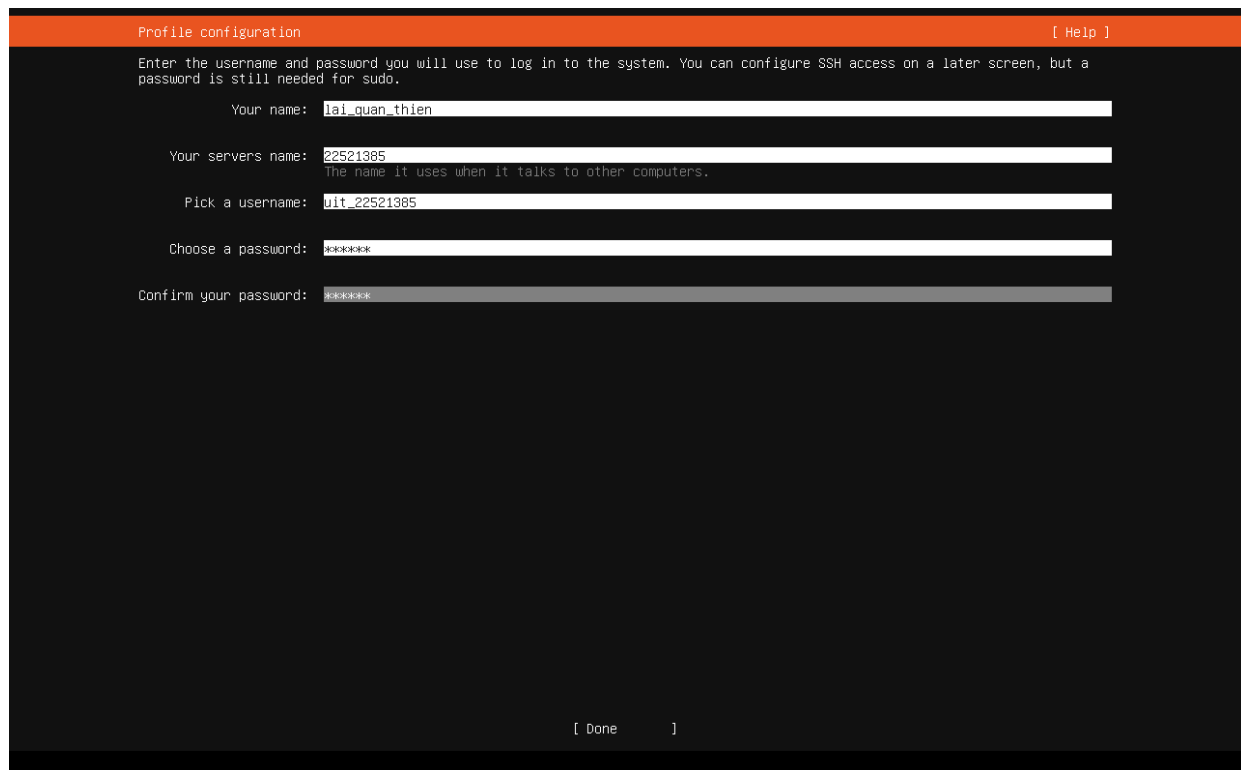 Profile configuration [ Help ]
Enter the username and password you will use to log in to the system. You can configure SSH access on a later screen, but a
password is still needed for sudo.
Your name: lai_quan_thien
Your servers name: 22521385
The name it uses when it talks to other computers.
Pick a username: uit_22521385
Choose a password: ******
Confirm your password: ******
[ Done ]